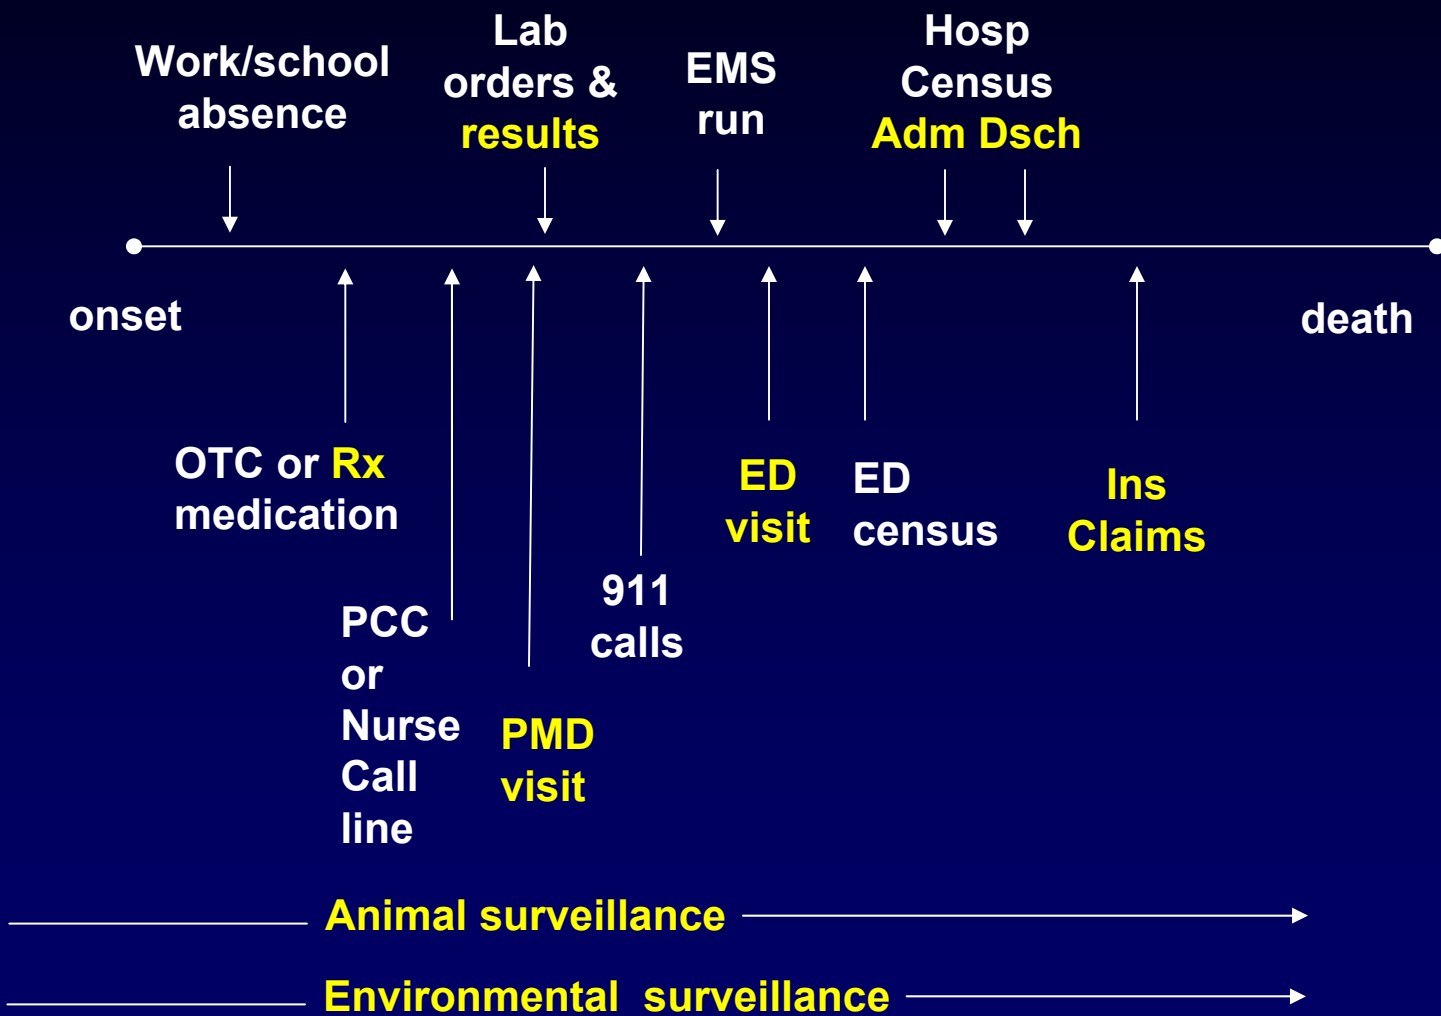 Work/school
absence
Lab
orders &
results
EMS
run
Hosp
Census
Adm Dsch
onset
death
OTC or Rx
medication
PCC
or
Nurse
Call
line
PMD
visit
911
calls
ED
visit
ED
census
Ins
Claims
Animal surveillance
Environmental surveillance